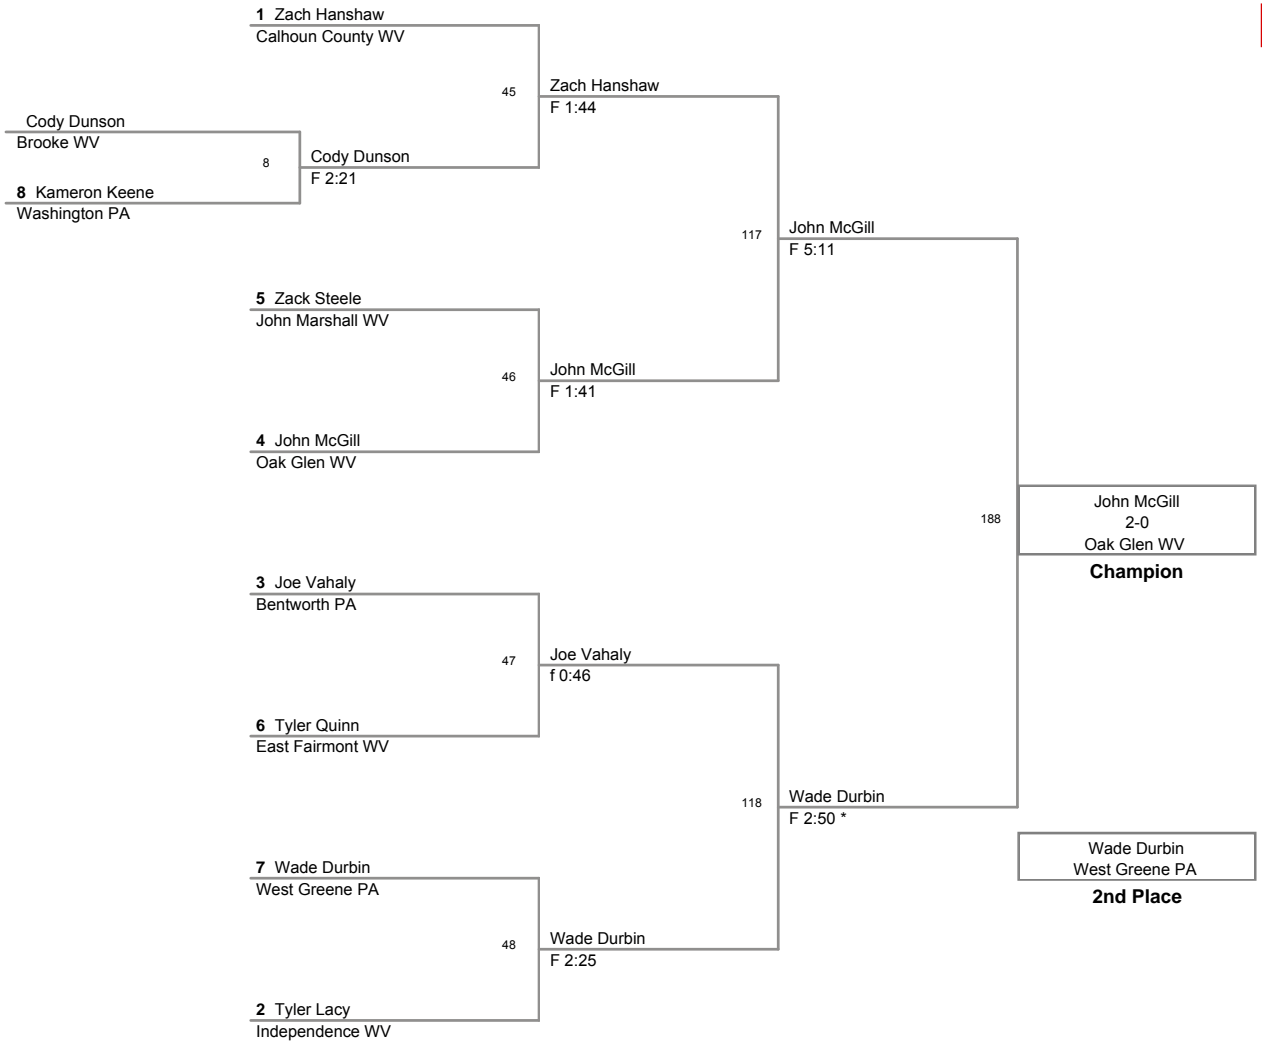 1 Zach Hanshaw
Calhoun County WV
45
Zach Hanshaw
F 1:44
Cody Dunson
Brooke WV
8
Cody Dunson
F 2:21
8 Kameron Keene
Washington PA
117
John McGill
F 5:11
5 Zack Steele
John Marshall WV
46
John McGill
F 1:41
4 John McGill
Oak Glen WV
188
John McGill
2-0
Oak Glen WV
Champion
3 Joe Vahaly
Bentworth PA
47
Joe Vahaly
f 0:46
6 Tyler Quinn
East Fairmont WV
118
Wade Durbin
F 2:50 *
7 Wade Durbin
West Greene PA
48
Wade Durbin
F 2:25
2 Tyler Lacy
Independence WV
Wade Durbin
West Greene PA
2nd Place